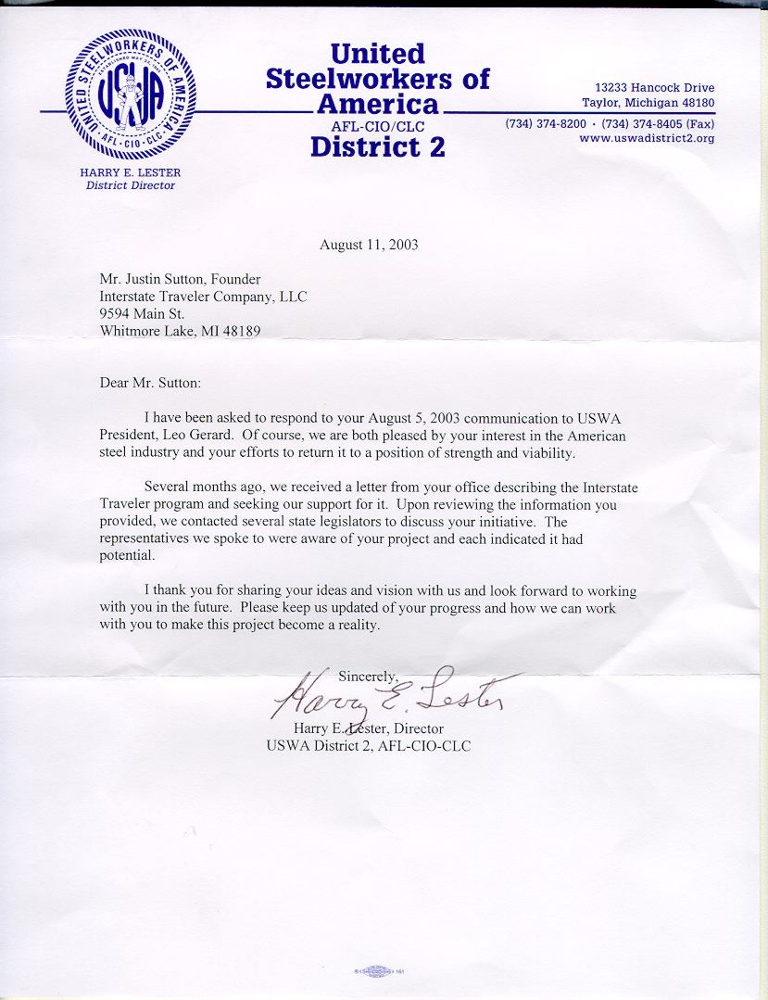 UNITED STEELWORKERS OF AMERICA
ESTABLISHED MAY 22, 1942
USWA
AFL·CIO·CLC
HARRY E. LESTER
District Director
United
Steelworkers of
America
AFL-CIO/CLC
District 2
13233 Hancock Drive
Taylor, Michigan 48180
(734) 374-8200 · (734) 374-8405 (Fax)
www.uswadistrict2.org
August 11, 2003
Mr. Justin Sutton, Founder
Interstate Traveler Company, LLC
9594 Main St.
Whitmore Lake, MI 48189
Dear Mr. Sutton:
I have been asked to respond to your August 5, 2003 communication to USWA
President, Leo Gerard.  Of course, we are both pleased by your interest in the American
steel industry and your efforts to return it to a position of strength and viability.
Several months ago, we received a letter from your office describing the Interstate
Traveler program and seeking our support for it.  Upon reviewing the information you
provided, we contacted several state legislators to discuss your initiative.  The
representatives we spoke to were aware of your project and each indicated it had
potential.
I thank you for sharing your ideas and vision with us and look forward to working
with you in the future.  Please keep us updated of your progress and how we can work
with you to make this project become a reality.
Sincerely,
Harry E. Lester
Harry E. Lester, Director
USWA District 2, AFL-CIO-CLC
161